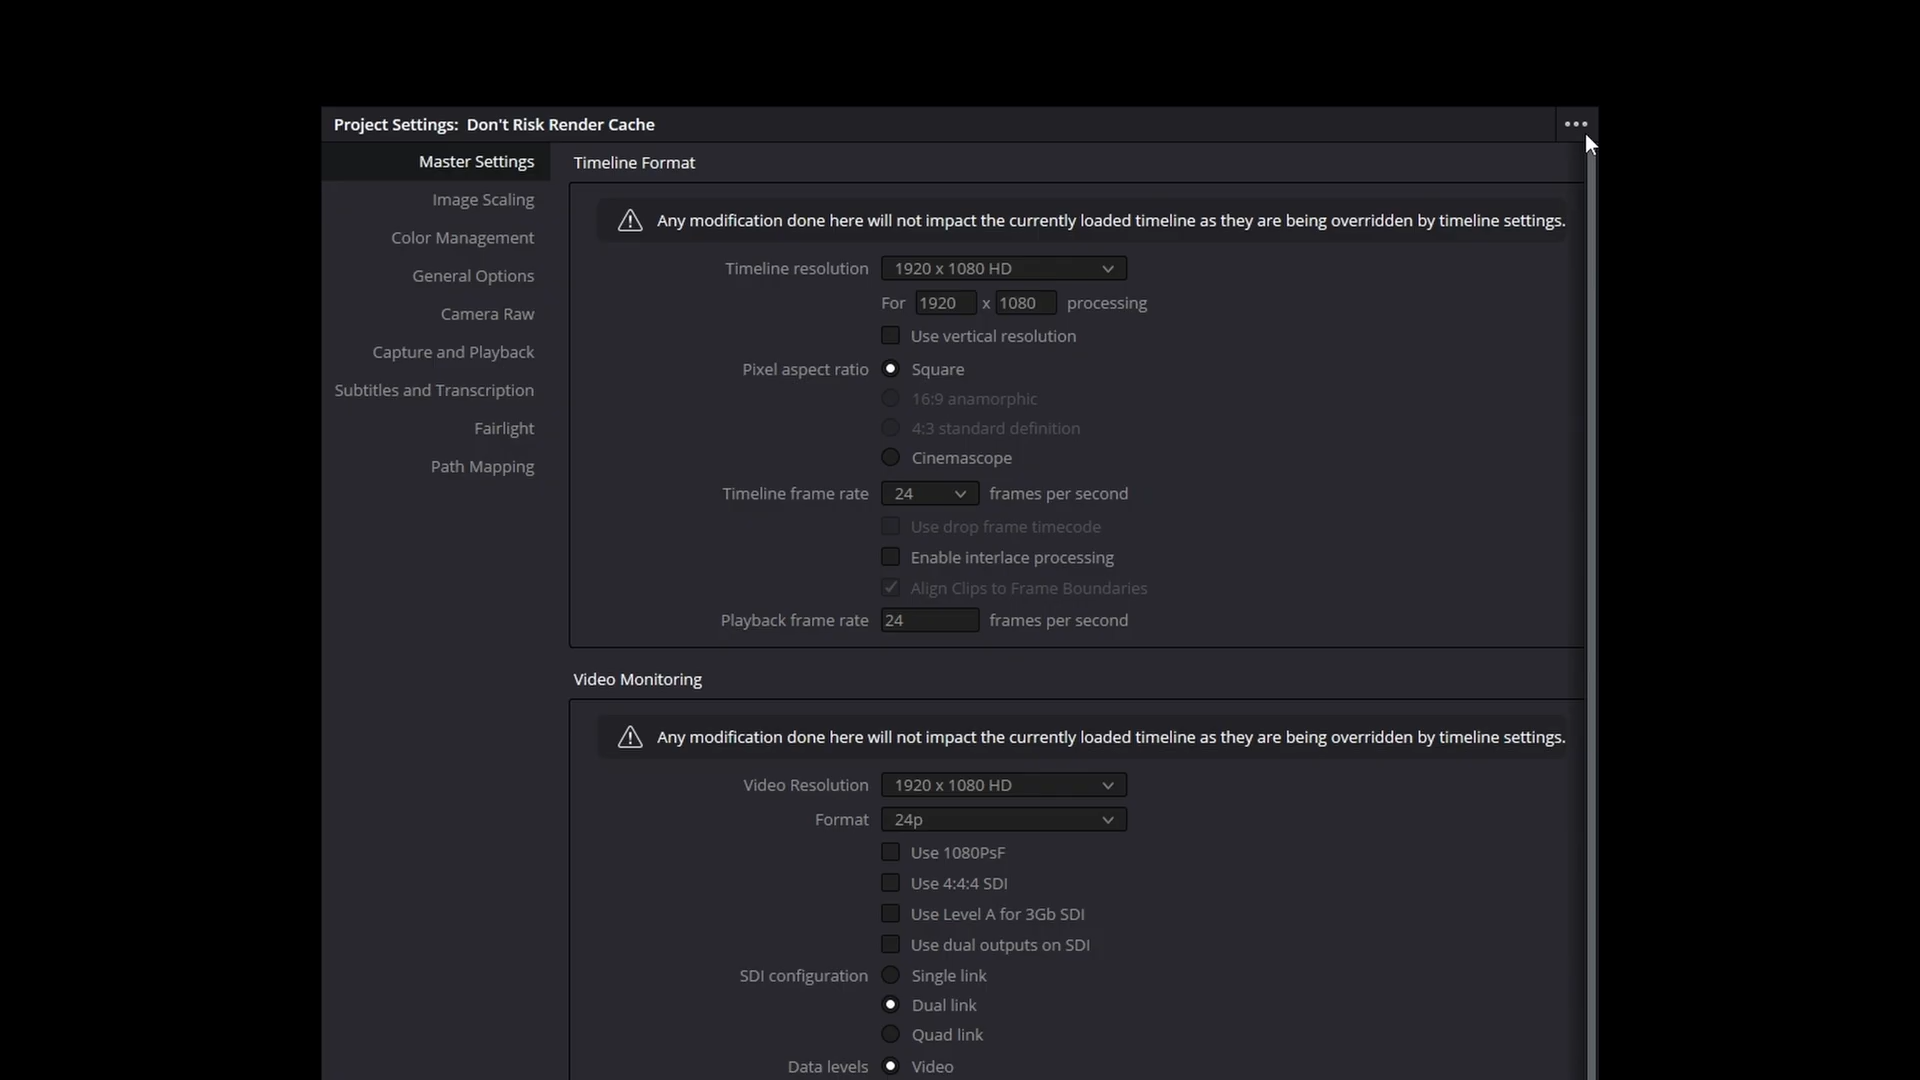 Project Settings: Don't Risk Render Cache
Master Settings
Image Scaling
Color Management
General Options
Camera Raw
Capture and Playback
Subtitles and Transcription
Fairlight
Path Mapping
Timeline Format
Any modification done here will not impact the currently loaded timeline as they are being overridden by timeline settings.
Timeline resolution 1920 x 1080 HD
For 1920 x 1080 processing
Use vertical resolution
Pixel aspect ratio Square
16:9 anamorphic
4:3 standard definition
Cinemascope
Timeline frame rate 24 frames per second
Use drop frame timecode
Enable interlace processing
Align Clips to Frame Boundaries
Playback frame rate 24 frames per second
Video Monitoring
Any modification done here will not impact the currently loaded timeline as they are being overridden by timeline settings.
Video Resolution 1920 x 1080 HD
Format 24p
Use 1080PsF
Use 4:4:4 SDI
Use Level A for 3Gb SDI
Use dual outputs on SDI
SDI configuration Single link
Dual link
Quad link
Data levels Video